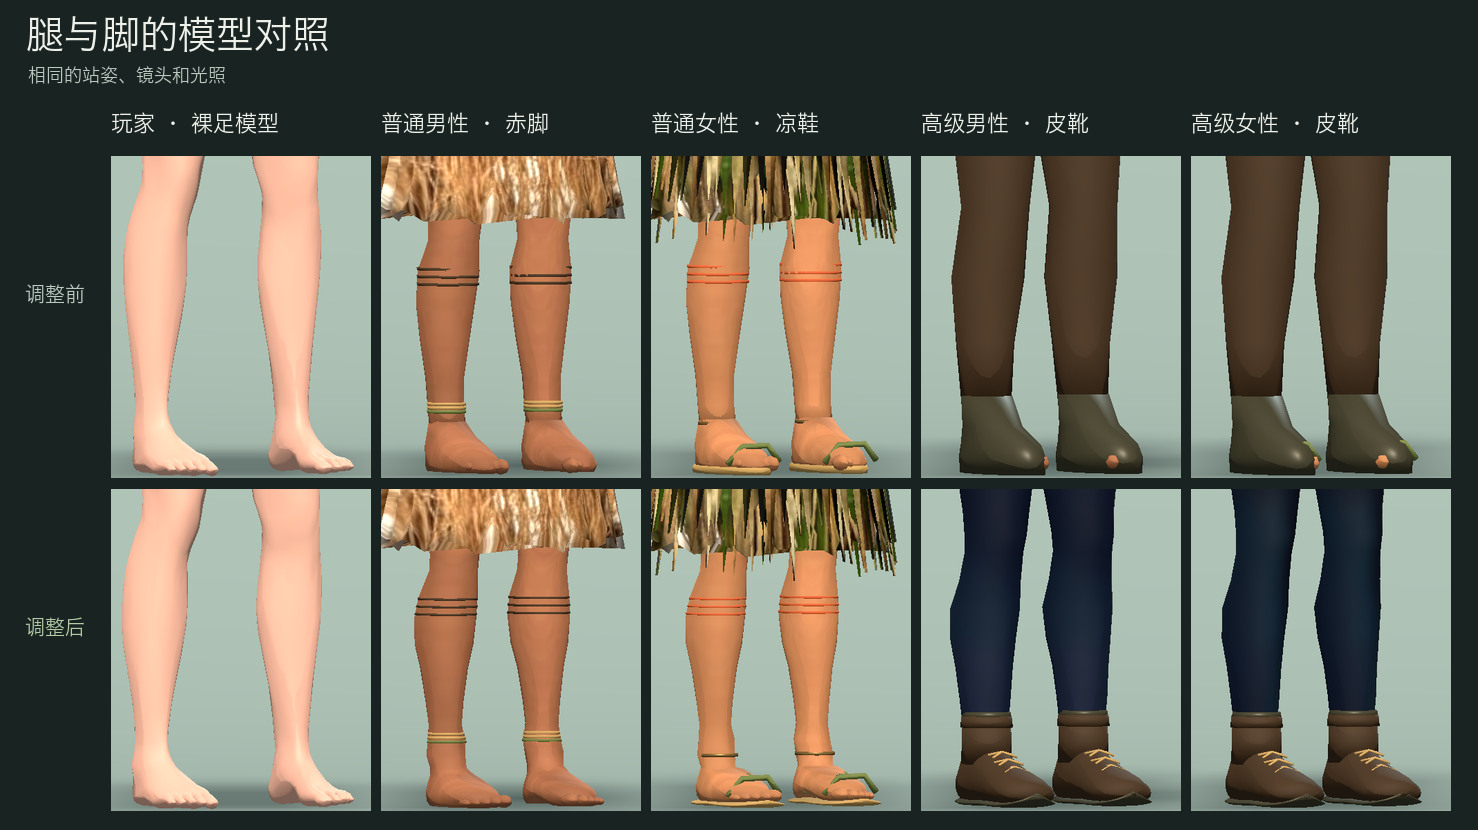 腿与脚的模型对照
相同的站姿、镜头和光照
玩家 · 裸足模型
普通男性 · 赤脚
普通女性 · 凉鞋
高级男性 · 皮靴
高级女性 · 皮靴
调整前
调整后